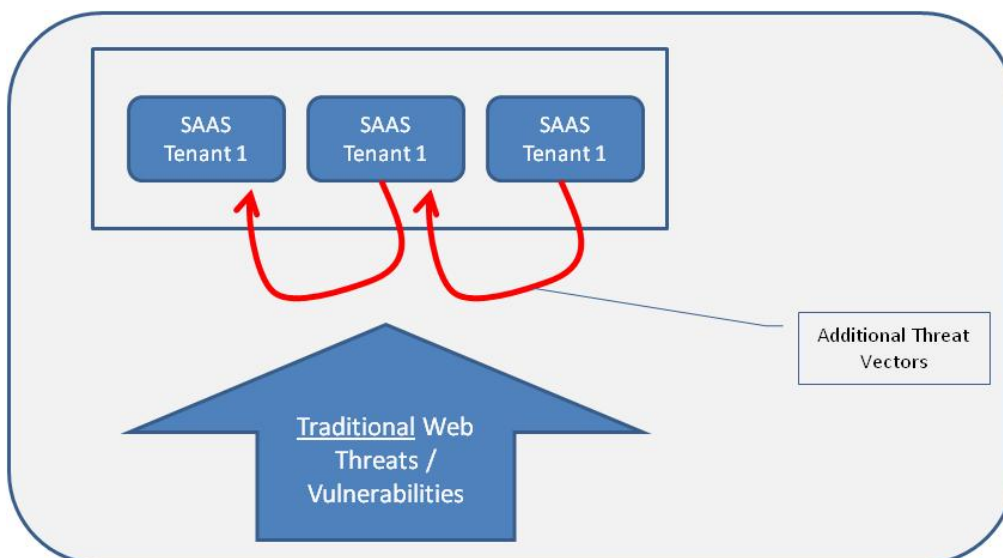 SAAS
Tenant 1
SAAS
Tenant 1
SAAS
Tenant 1
Additional Threat
Vectors
Traditional Web
Threats /
Vulnerabilities